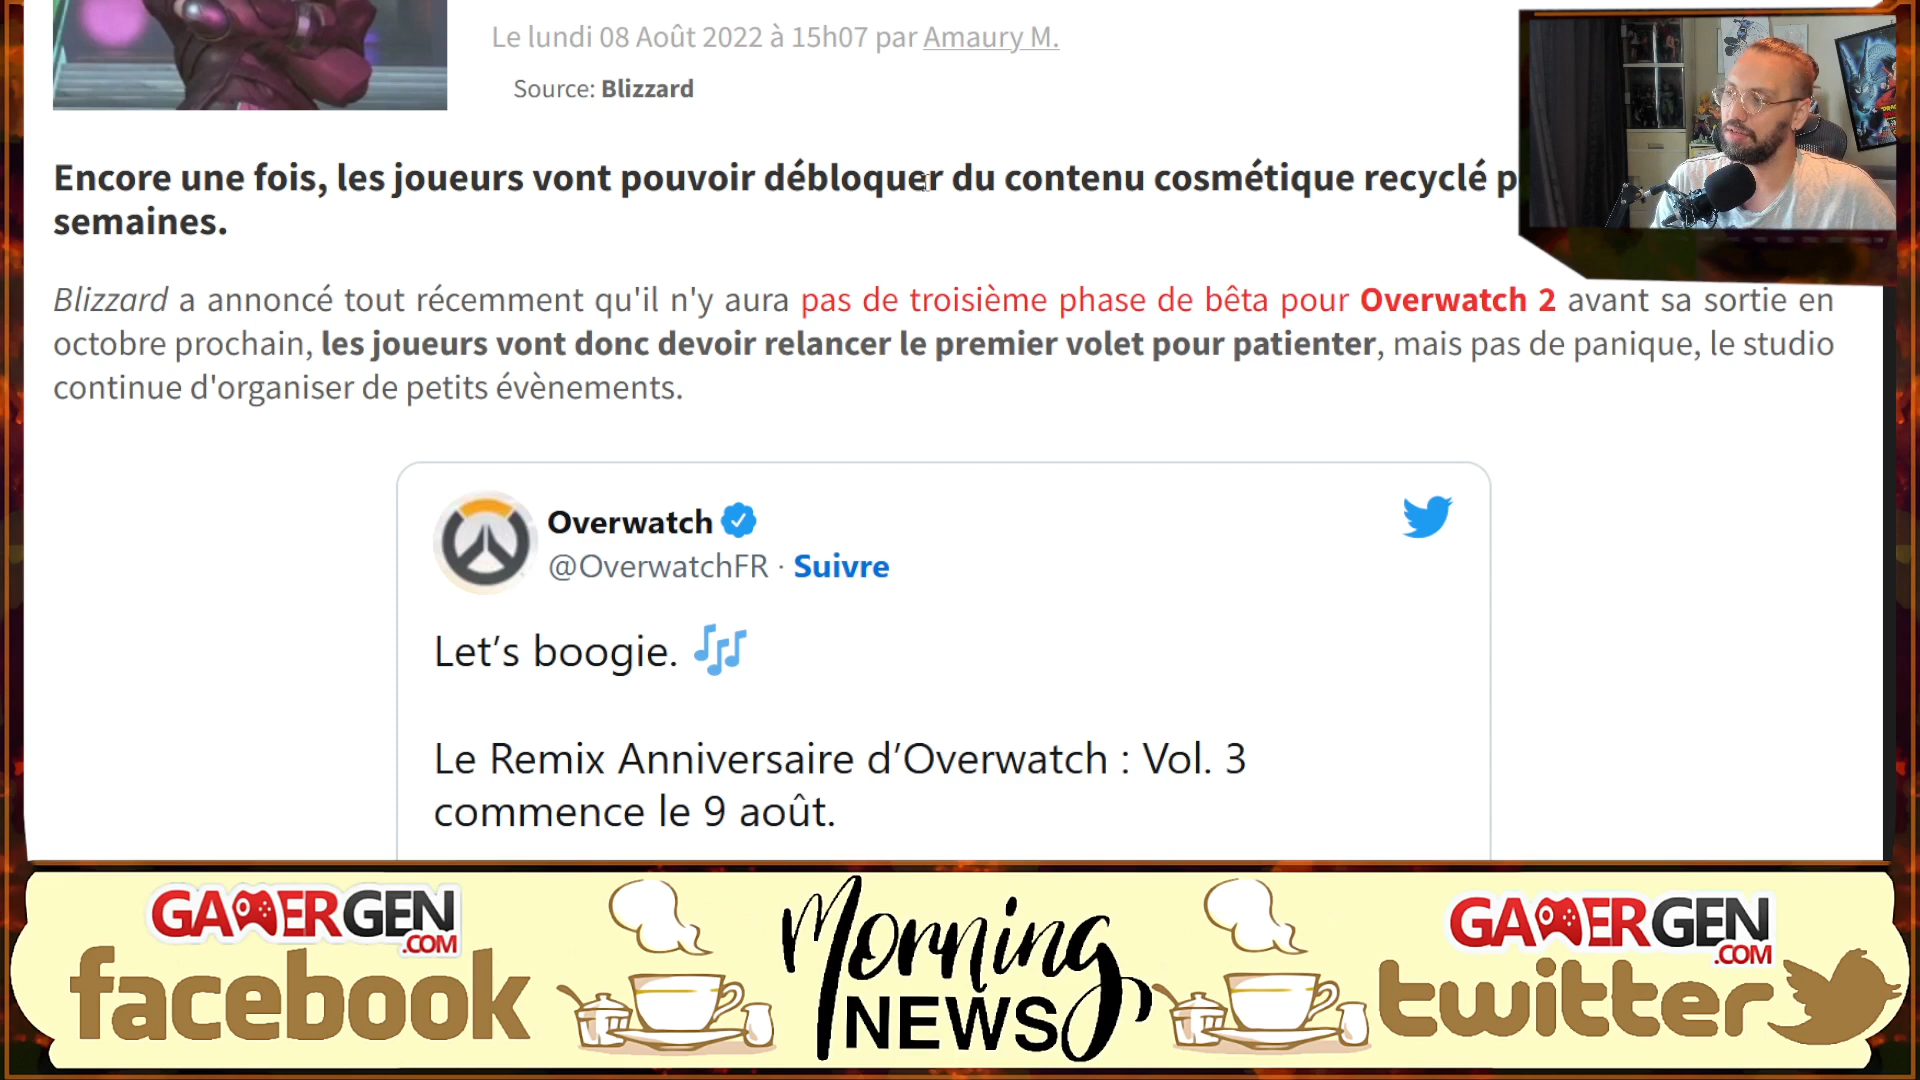 Le lundi 08 Août 2022 à 15h07 par Amaury M.
Source: Blizzard
Encore une fois, les joueurs vont pouvoir débloquer du contenu cosmétique recyclé p
semaines.
Blizzard a annoncé tout récemment qu'il n'y aura pas de troisième phase de bêta pour Overwatch 2 avant sa sortie en
octobre prochain, les joueurs vont donc devoir relancer le premier volet pour patienter, mais pas de panique, le studio
continue d'organiser de petits évènements.
Overwatch
@OverwatchFR · Suivre
Let's boogie.
Le Remix Anniversaire d'Overwatch : Vol. 3
commence le 9 août.
GAMERGEN
.COM
facebook
Morning
NEWS
GAMERGEN
.COM
twitter